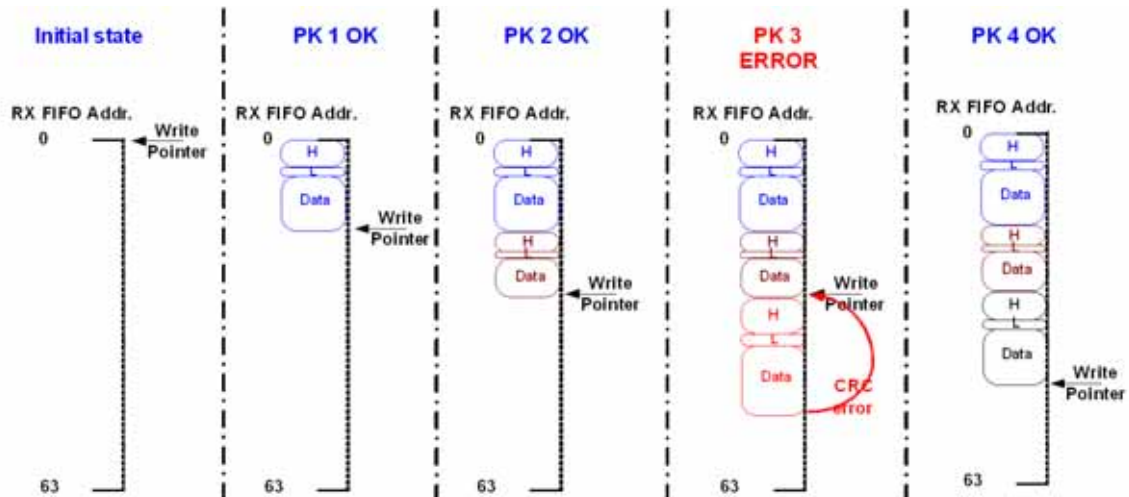 Initial state
PK 1 OK
PK 2 OK
PK 3
ERROR
PK 4 OK
RX FIFO Addr.
0
Write
Pointer
63
RX FIFO Addr.
0
H
L
Data
Write
Pointer
63
RX FIFO Addr.
0
H
L
Data
H
L
Data
Write
Pointer
63
RX FIFO Addr.
0
H
L
Data
H
L
Data
Write
Pointer
H
L
Data
CRC
error
63
RX FIFO Addr.
0
H
L
Data
H
L
Data
H
L
Data
Write
Pointer
63